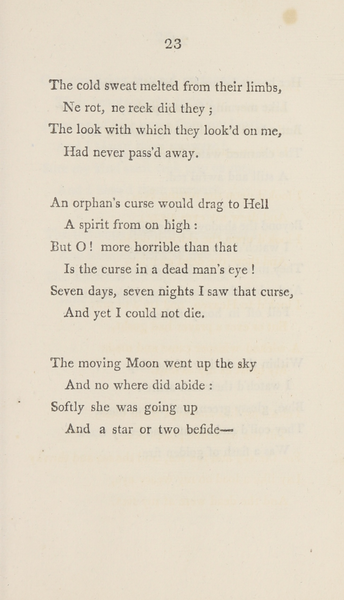 23
The cold sweat melted from their limbs,
Ne rot, ne reek did they ;
The look with which they look'd on me,
Had never pass'd away.
An orphan's curse would drag to Hell
A spirit from on high :
But O ! more horrible than that
Is the curse in a dead man's eye !
Seven days, seven nights I saw that curse,
And yet I could not die.
The moving Moon went up the sky
And no where did abide :
Softly she was going up
And a star or two beſide—